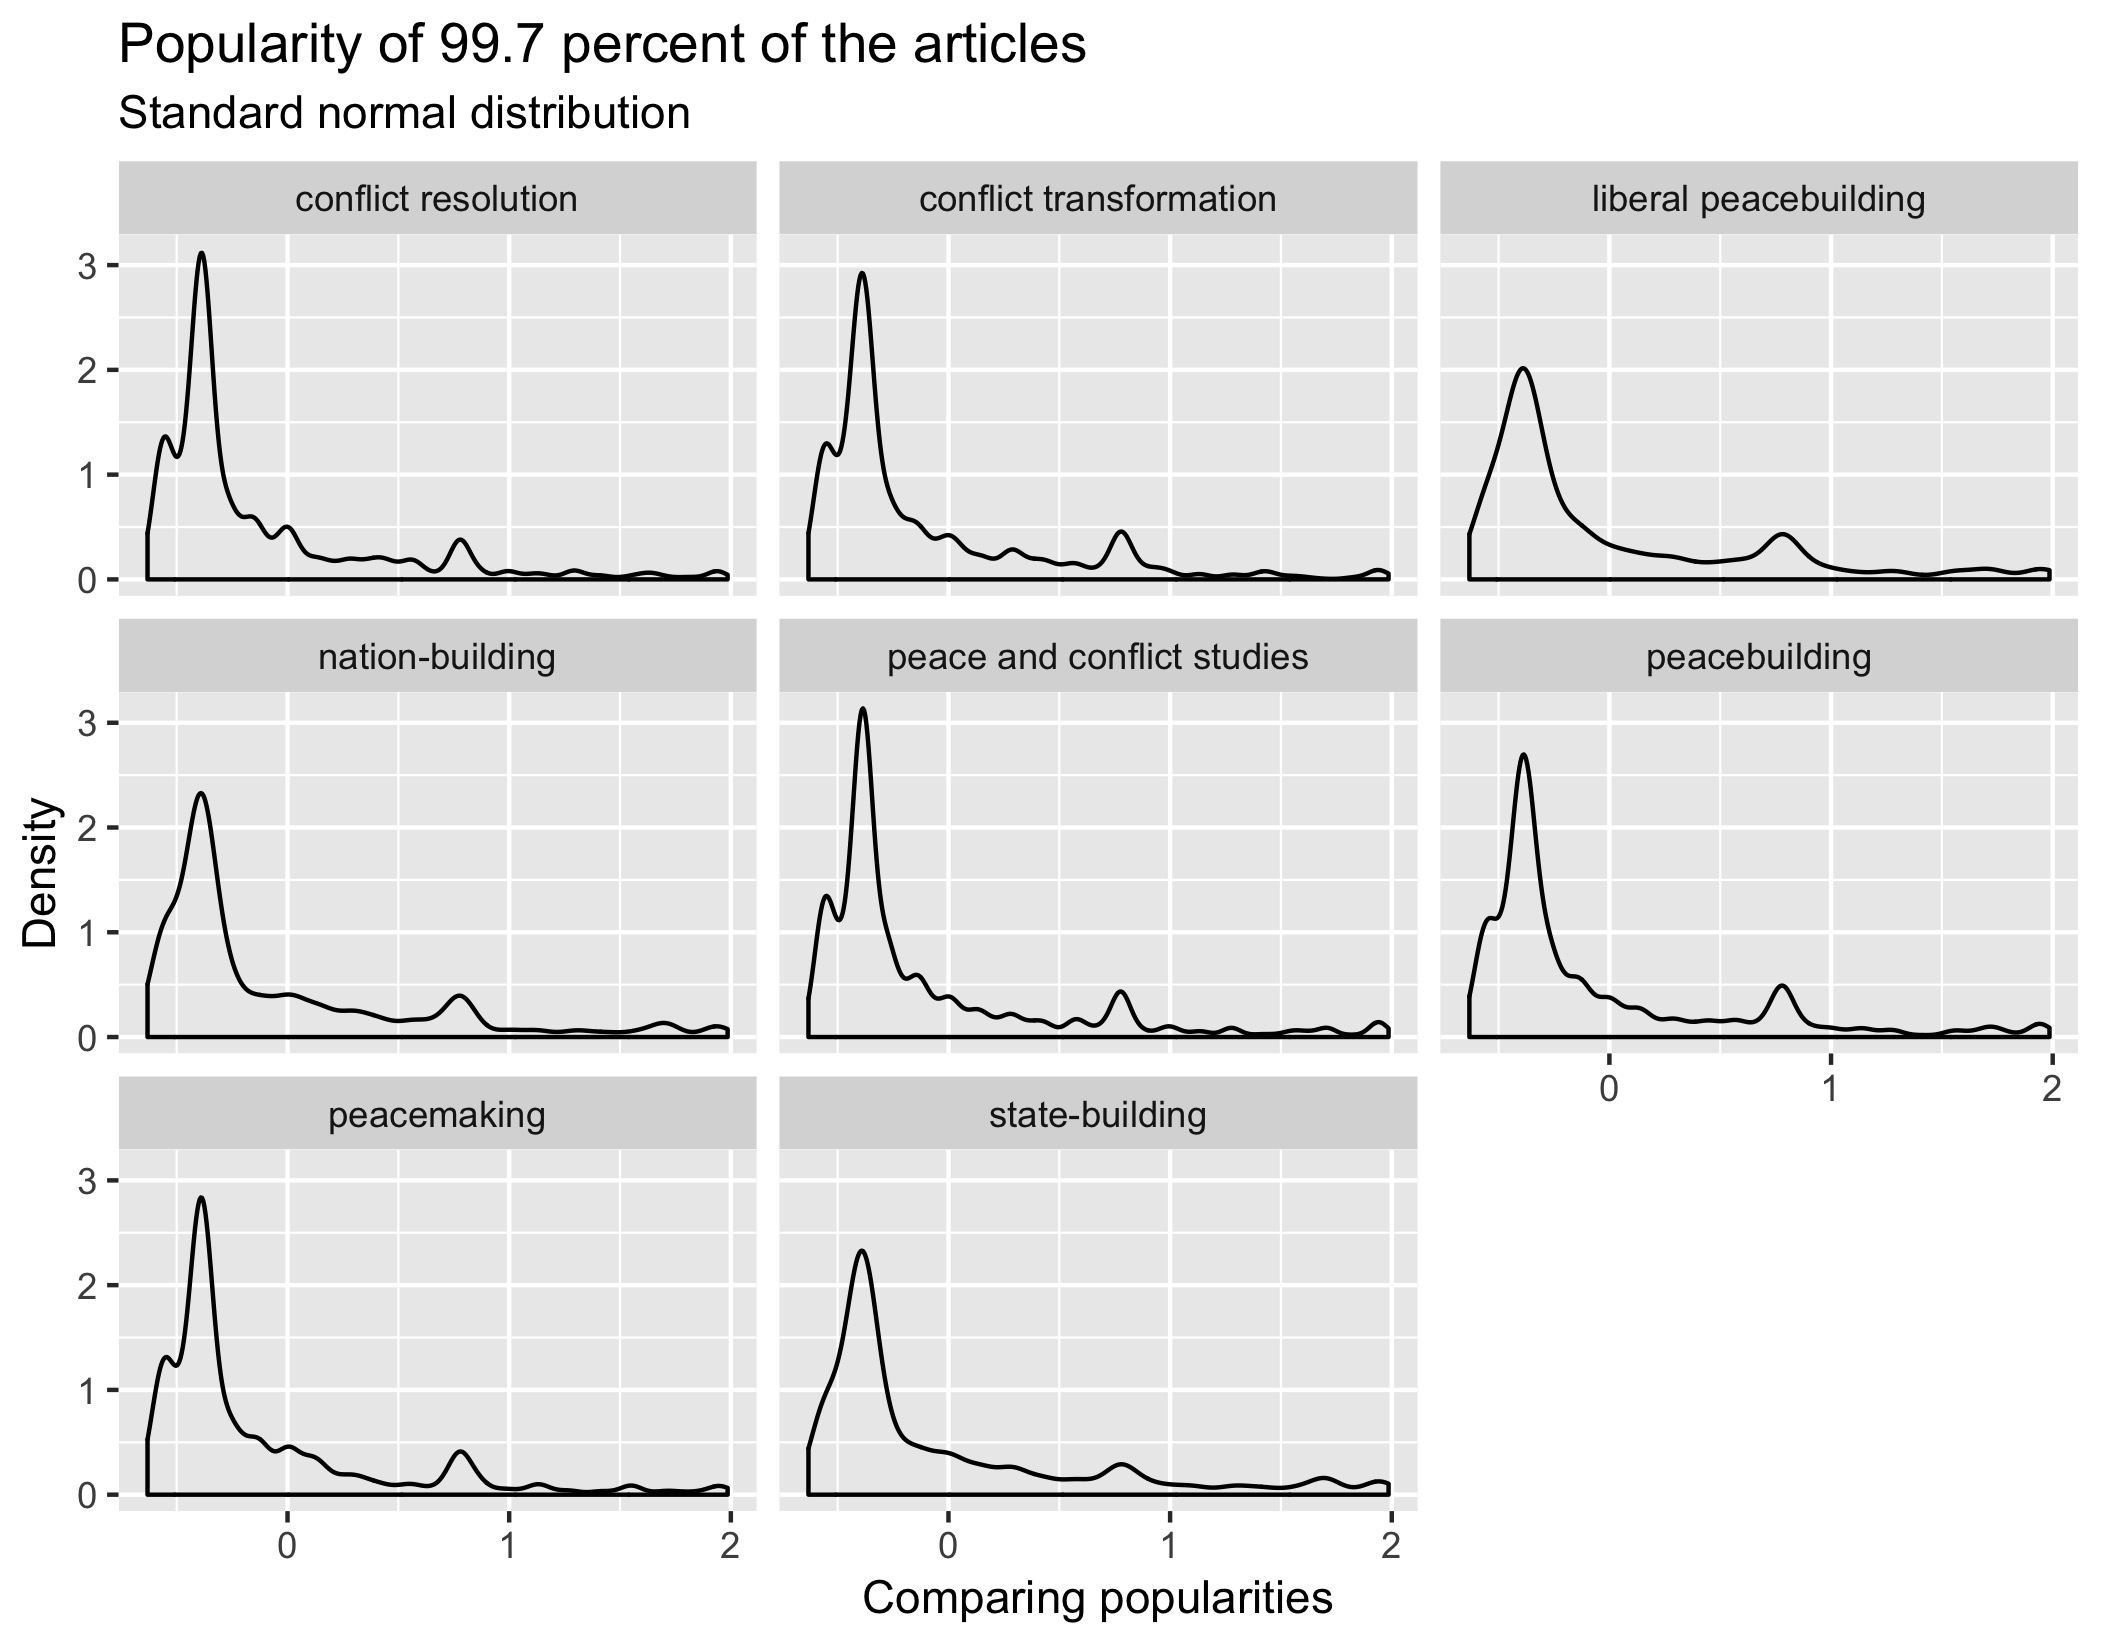 Popularity of 99.7 percent of the articles
Standard normal distribution
conflict resolution
conflict transformation
liberal peacebuilding
3
2
1
0
nation-building
peace and conflict studies
peacebuilding
3
2
1
0
0 1 2
Density
peacemaking
state-building
3
2
1
0
0 1 2
0 1 2
Comparing popularities